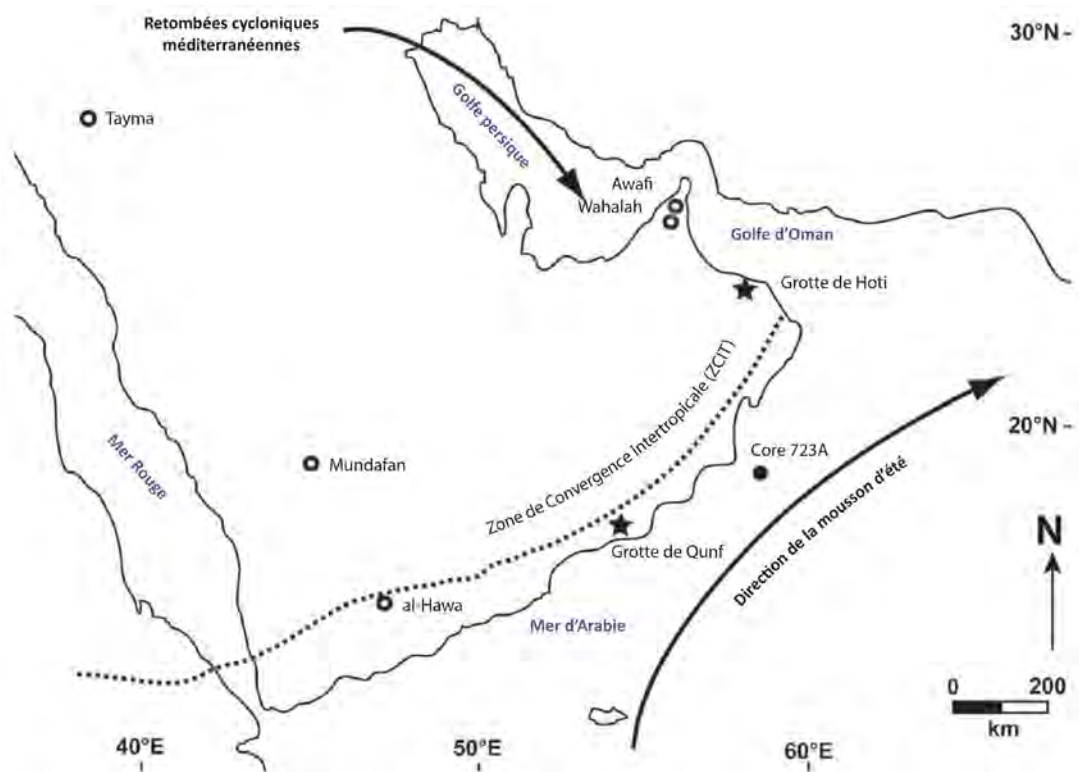 Retombées cycloniques
méditerranéennes
30°N
Tayma
Golfe persique
Awafi
Wahalah
Golfe d'Oman
Grotte de Hoti
Zone de Convergence Intertropicale (ZCIT)
20°N
Mer Rouge
Mundafan
Core 723A
Direction de la mousson d'été
Grotte de Qunf
N
al-Hawa
Mer d'Arabie
0 200
km
40°E 50°E 60°E